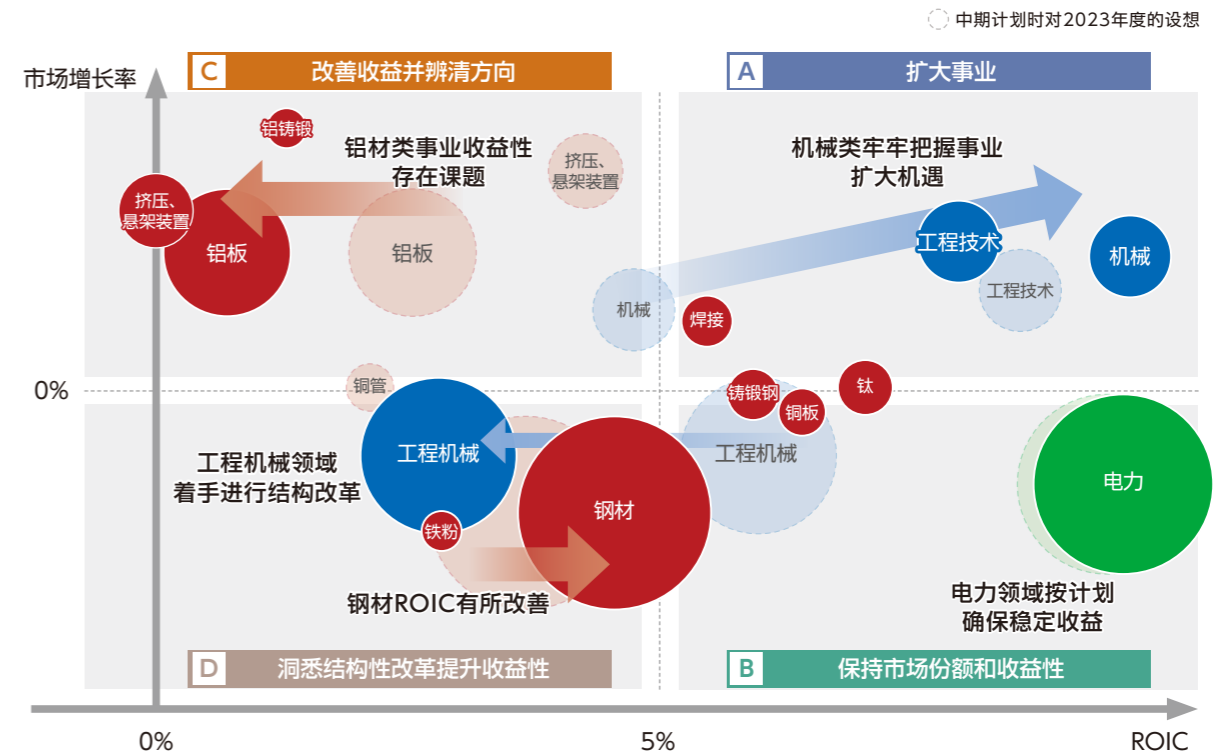 中期计划时对2023年度的设想
市场增长率
C 改善收益并辨清方向
A 扩大事业
铝铸锻
铝材类事业收益性
存在课题
挤压、
悬架装置
机械类牢牢把握事业
扩大机遇
挤压、
悬架装置
铝板
铝板
工程技术
机械
工程技术
机械
焊接
0%
铜管
铸锻钢
铜板
钛
工程机械
工程机械
工程机械领域
着手进行结构改革
钢材
电力
铁粉
钢材ROIC有所改善
电力领域按计划
确保稳定收益
D 洞悉结构性改革提升收益性
B 保持市场份额和收益性
0%
5%
ROIC